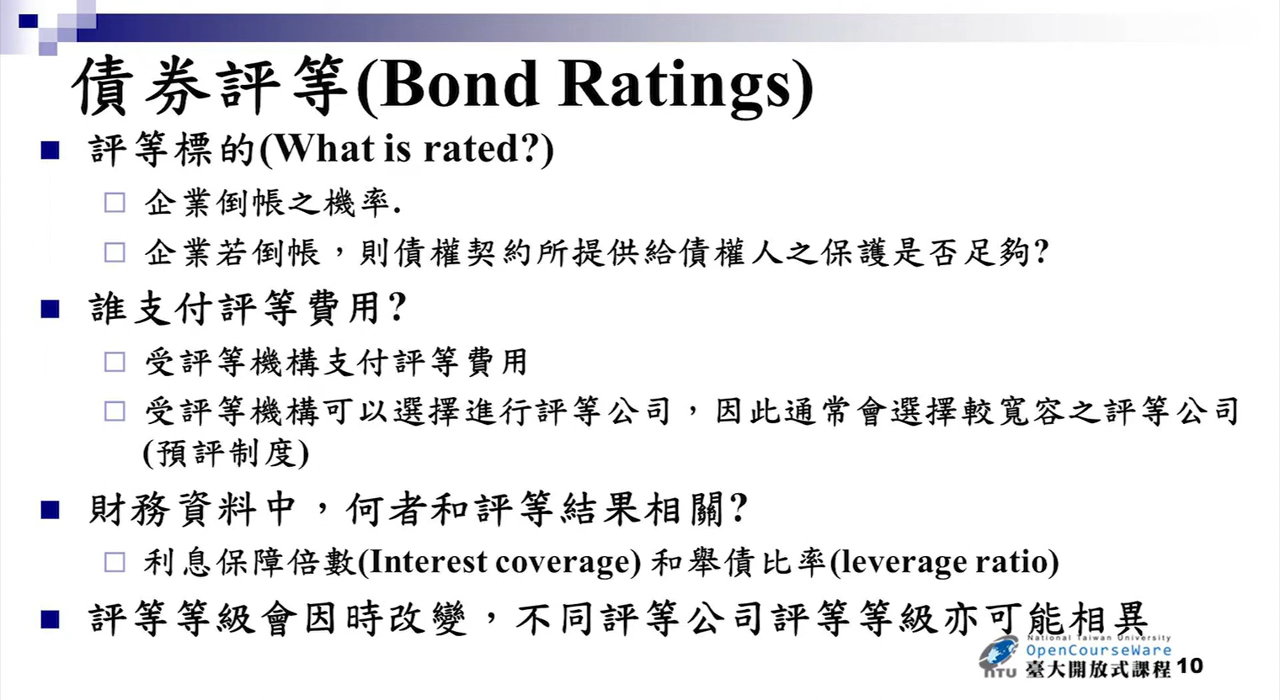 債券評等(Bond Ratings)
評等標的(What is rated?)
企業倒帳之機率.
企業若倒帳，則債權契約所提供給債權人之保護是否足夠?
誰支付評等費用?
受評等機構支付評等費用
受評等機構可以選擇進行評等公司，因此通常會選擇較寬容之評等公司
(預評制度)
財務資料中，何者和評等結果相關?
利息保障倍數(Interest coverage) 和舉債比率(leverage ratio)
評等等級會因時改變，不同評等公司評等等級亦可能相異
National Taiwan University
OpenCourseWare
NTU 臺大開放式課程 10